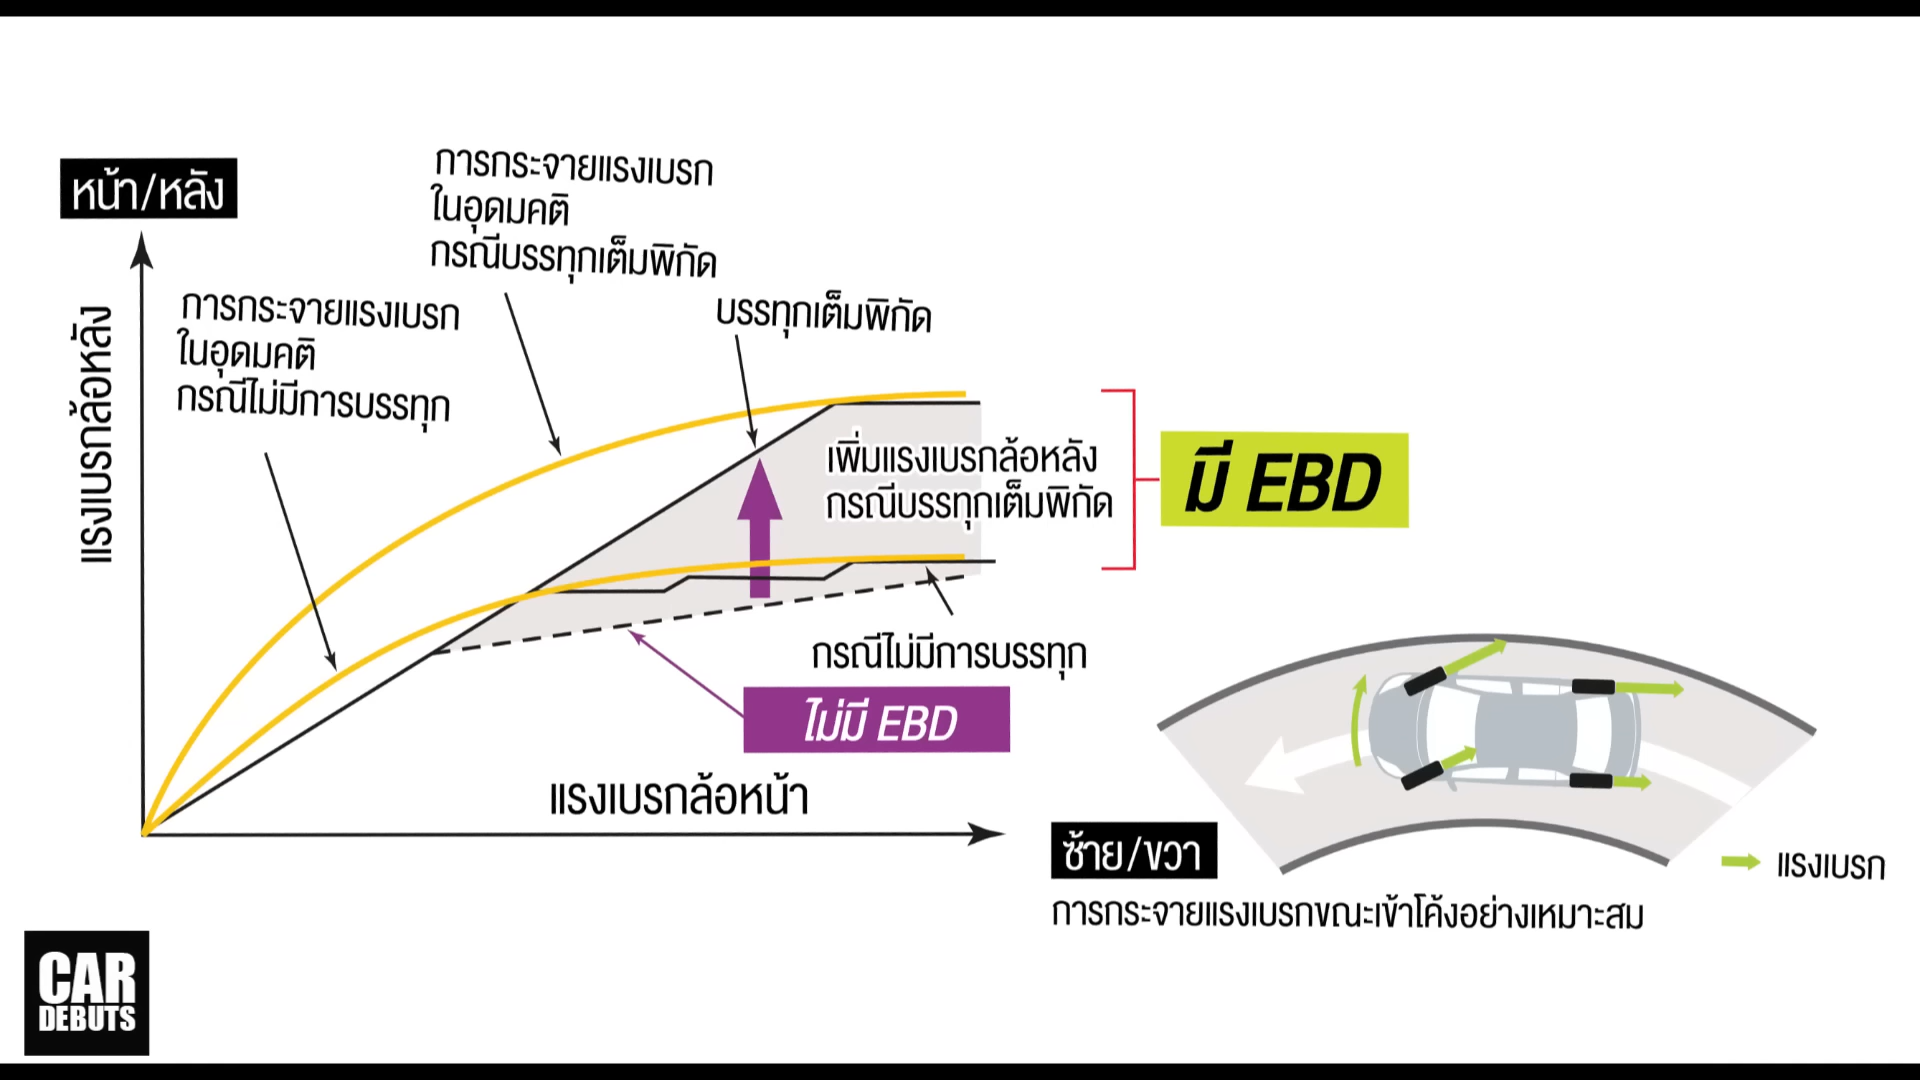 หน้า/หลัง
การกระจายแรงเบรก
ในอุดมคติ
กรณีบรรทุกเต็มพิกัด
การกระจายแรงเบรก
ในอุดมคติ
กรณีไม่มีการบรรทุก
บรรทุกเต็มพิกัด
แรงเบรกล้อหลัง
เพิ่มแรงเบรกล้อหลัง
กรณีบรรทุกเต็มพิกัด
มี EBD
กรณีไม่มีการบรรทุก
ไม่มี EBD
แรงเบรกล้อหน้า
ซ้าย/ขวา
แรงเบรก
การกระจายแรงเบรกขณะเข้าโค้งอย่างเหมาะสม
CAR
DEBUTS